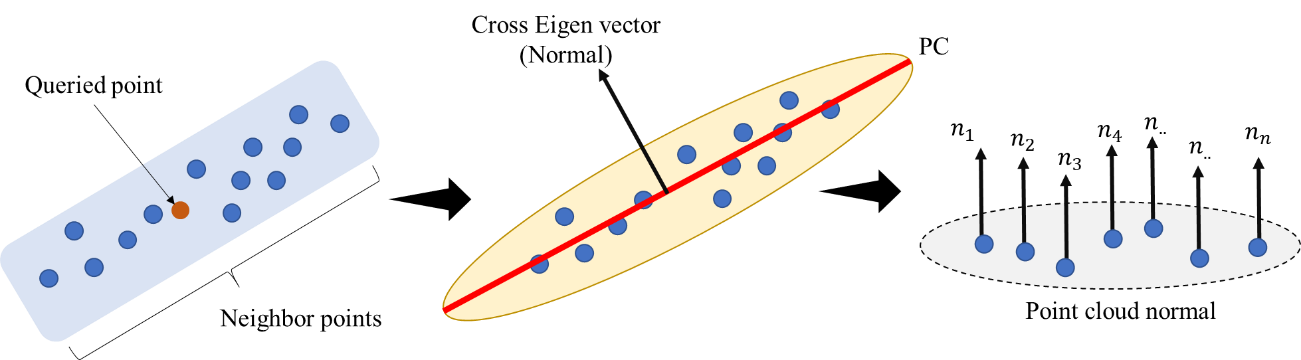 Queried point
Neighbor points
Cross Eigen vector
(Normal)
PC
n₁
n₂
n₃
n₄
n..
n..
nₙ
Point cloud normal